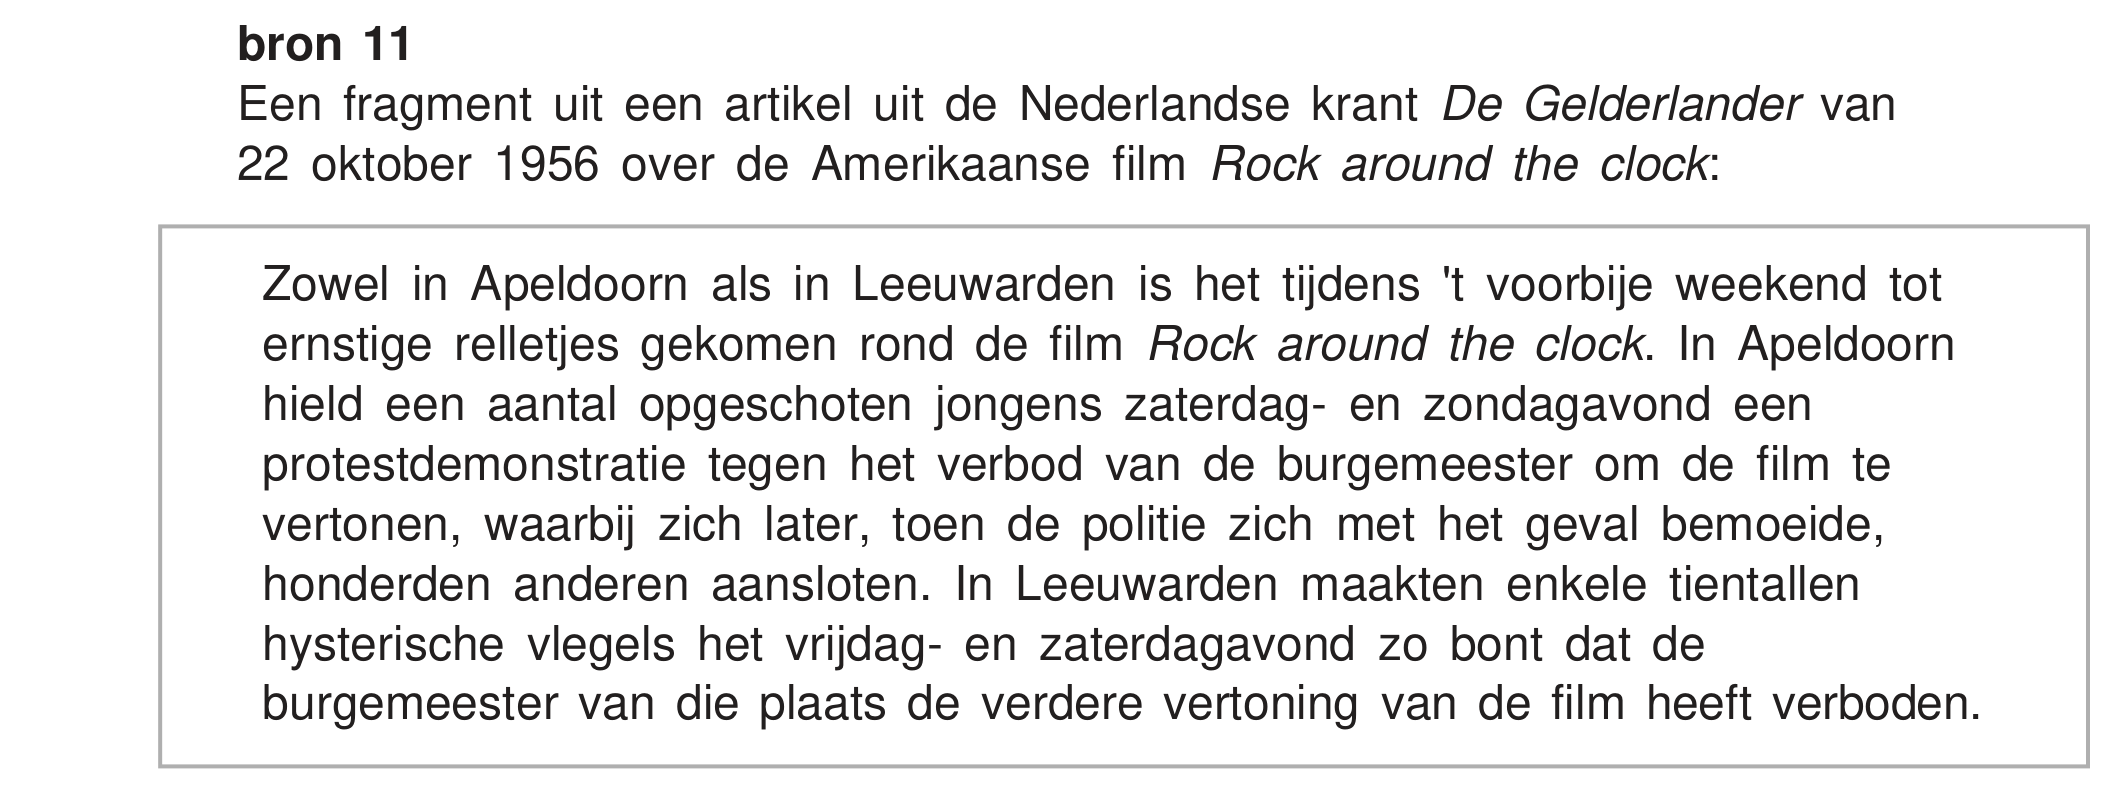 bron 11
Een fragment uit een artikel uit de Nederlandse krant De Gelderlander van
22 oktober 1956 over de Amerikaanse film Rock around the clock:
Zowel in Apeldoorn als in Leeuwarden is het tijdens 't voorbije weekend tot
ernstige relletjes gekomen rond de film Rock around the clock. In Apeldoorn
hield een aantal opgeschoten jongens zaterdag- en zondagavond een
protestdemonstratie tegen het verbod van de burgemeester om de film te
vertonen, waarbij zich later, toen de politie zich met het geval bemoeide,
honderden anderen aansloten. In Leeuwarden maakten enkele tientallen
hysterische vlegels het vrijdag- en zaterdagavond zo bont dat de
burgemeester van die plaats de verdere vertoning van de film heeft verboden.